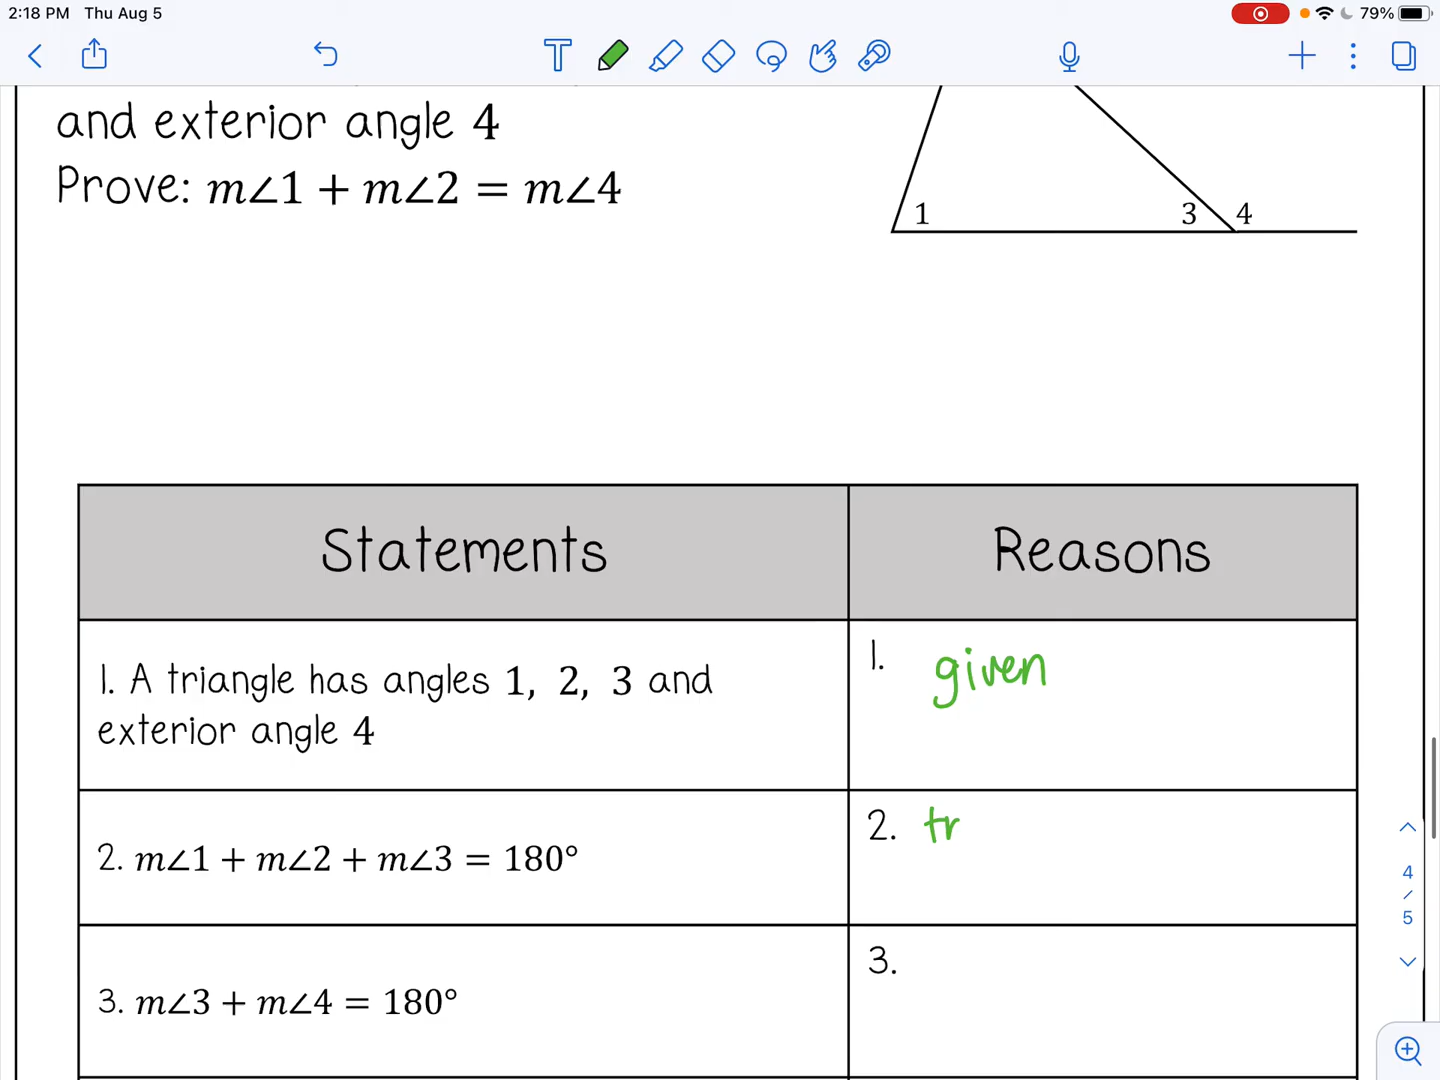 2:18 PM Thu Aug 5
79%
and exterior angle 4
Prove: m∠1 + m∠2 = m∠4
1 3 4
Statements Reasons
1. A triangle has angles 1, 2, 3 and
exterior angle 4
1. given
2. m∠1 + m∠2 + m∠3 = 180°
2. tr
3. m∠3 + m∠4 = 180°
3.
4
/
5